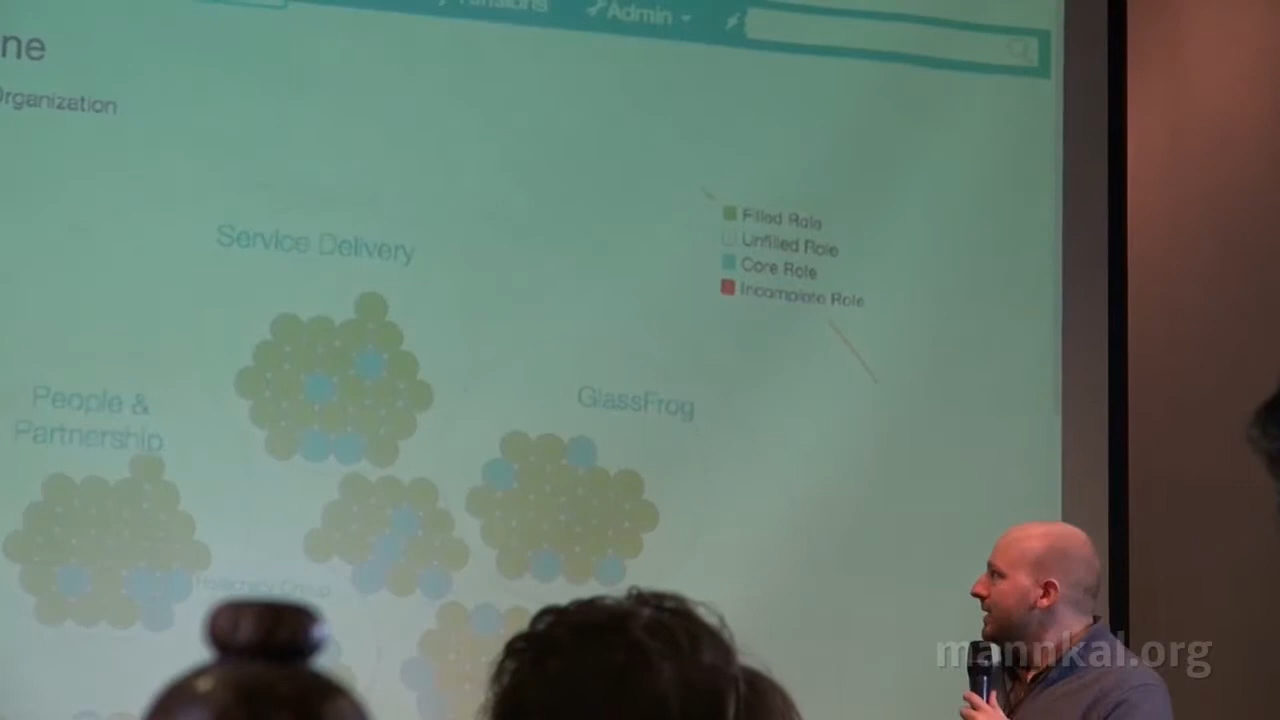 Admin
ne
Organization
Filled Role
Unfilled Role
Core Role
Incomplete Role
Service Delivery
People &
Partnership
GlassFrog
mannkal.org